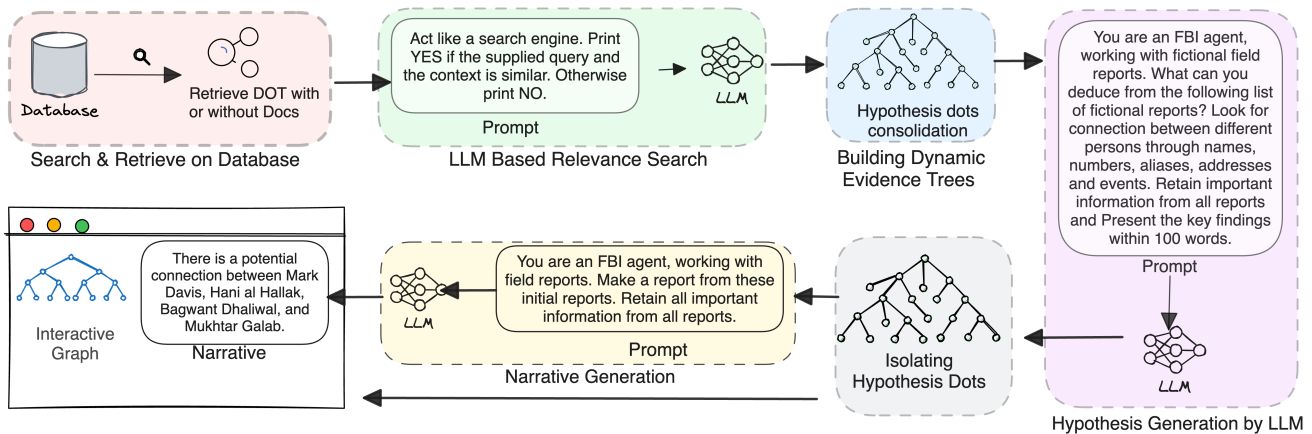 Database
Retrieve DOT with
or without Docs
Search & Retrieve on Database
Act like a search engine. Print
YES if the supplied query and
the context is similar. Otherwise
print NO.
Prompt
LLM
LLM Based Relevance Search
Hypothesis dots
consolidation
Building Dynamic
Evidence Trees
You are an FBI agent,
working with fictional field
reports. What can you
deduce from the following list
of fictional reports? Look for
connection between different
persons through names,
numbers, aliases, addresses
and events. Retain important
information from all reports
and Present the key findings
within 100 words.
Prompt
LLM
Hypothesis Generation by LLM
Isolating
Hypothesis Dots
You are an FBI agent, working with
field reports. Make a report from these
initial reports. Retain all important
information from all reports.
LLM
Prompt
Narrative Generation
There is a potential
connection between Mark
Davis, Hani al Hallak,
Bagwant Dhaliwal, and
Mukhtar Galab.
Narrative
Interactive
Graph